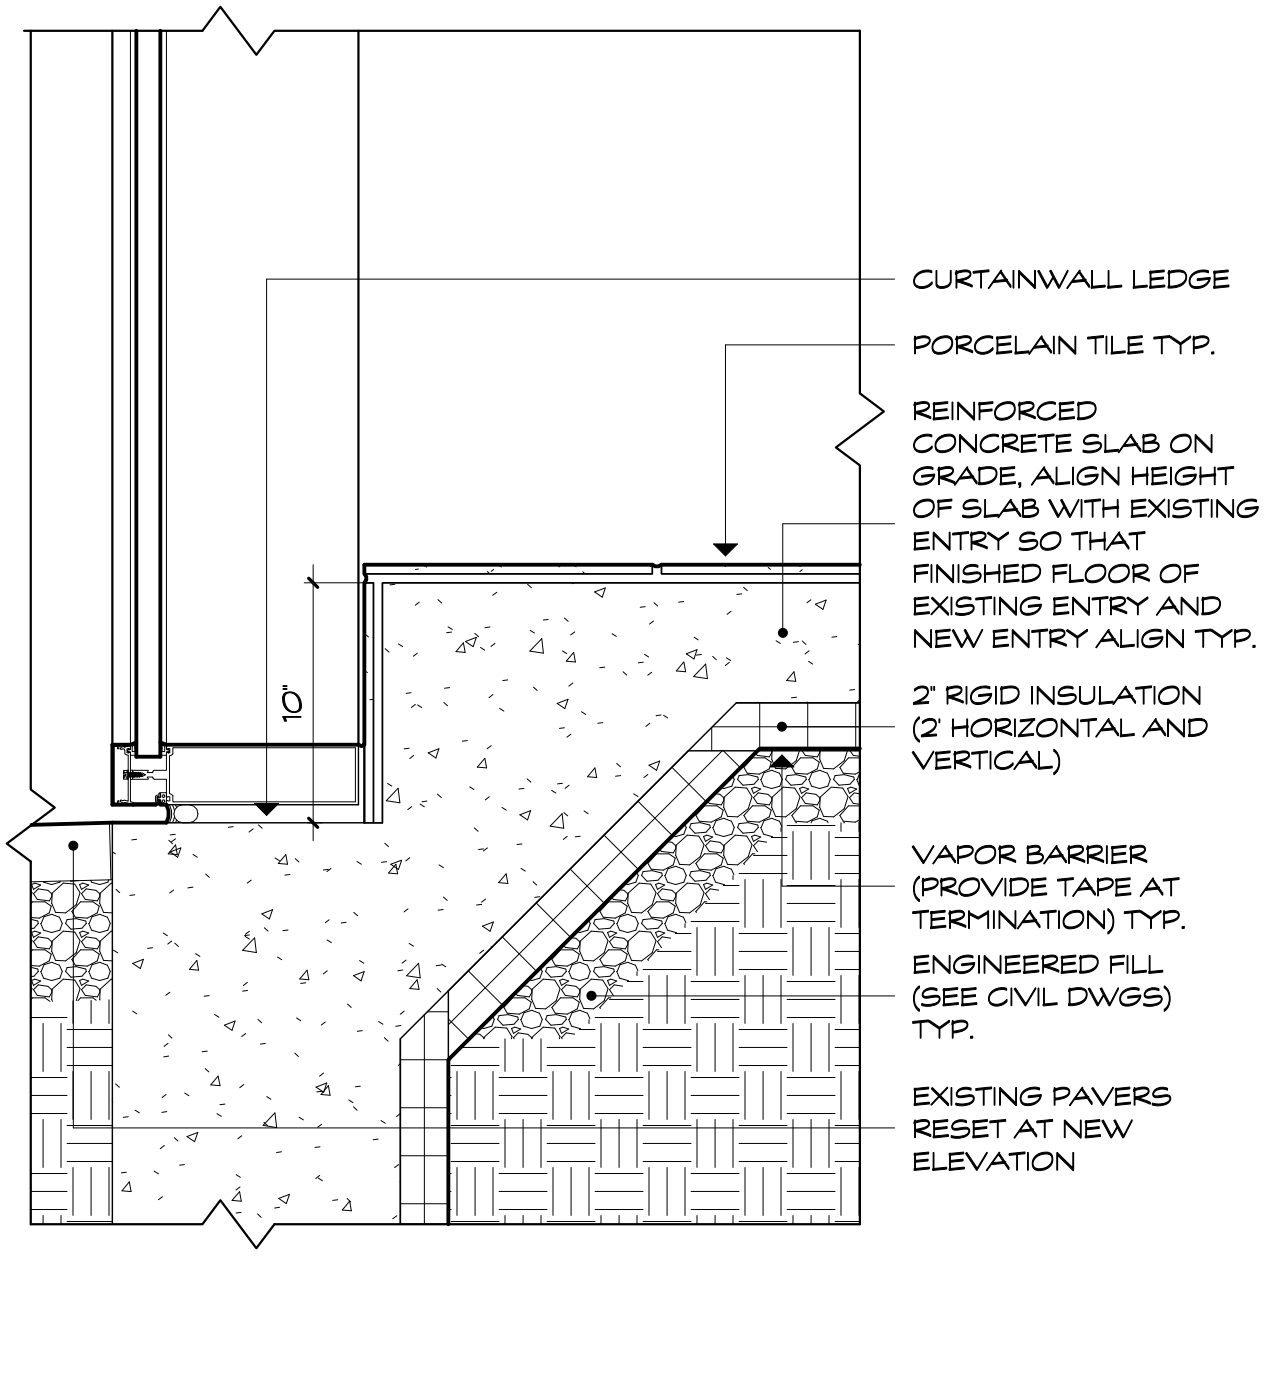 CURTAINWALL LEDGE
PORCELAIN TILE TYP.
REINFORCED
CONCRETE SLAB ON
GRADE, ALIGN HEIGHT
OF SLAB WITH EXISTING
ENTRY SO THAT
FINISHED FLOOR OF
EXISTING ENTRY AND
NEW ENTRY ALIGN TYP.
10"
2" RIGID INSULATION
(2' HORIZONTAL AND
VERTICAL)
VAPOR BARRIER
(PROVIDE TAPE AT
TERMINATION) TYP.
ENGINEERED FILL
(SEE CIVIL DWGS)
TYP.
EXISTING PAVERS
RESET AT NEW
ELEVATION